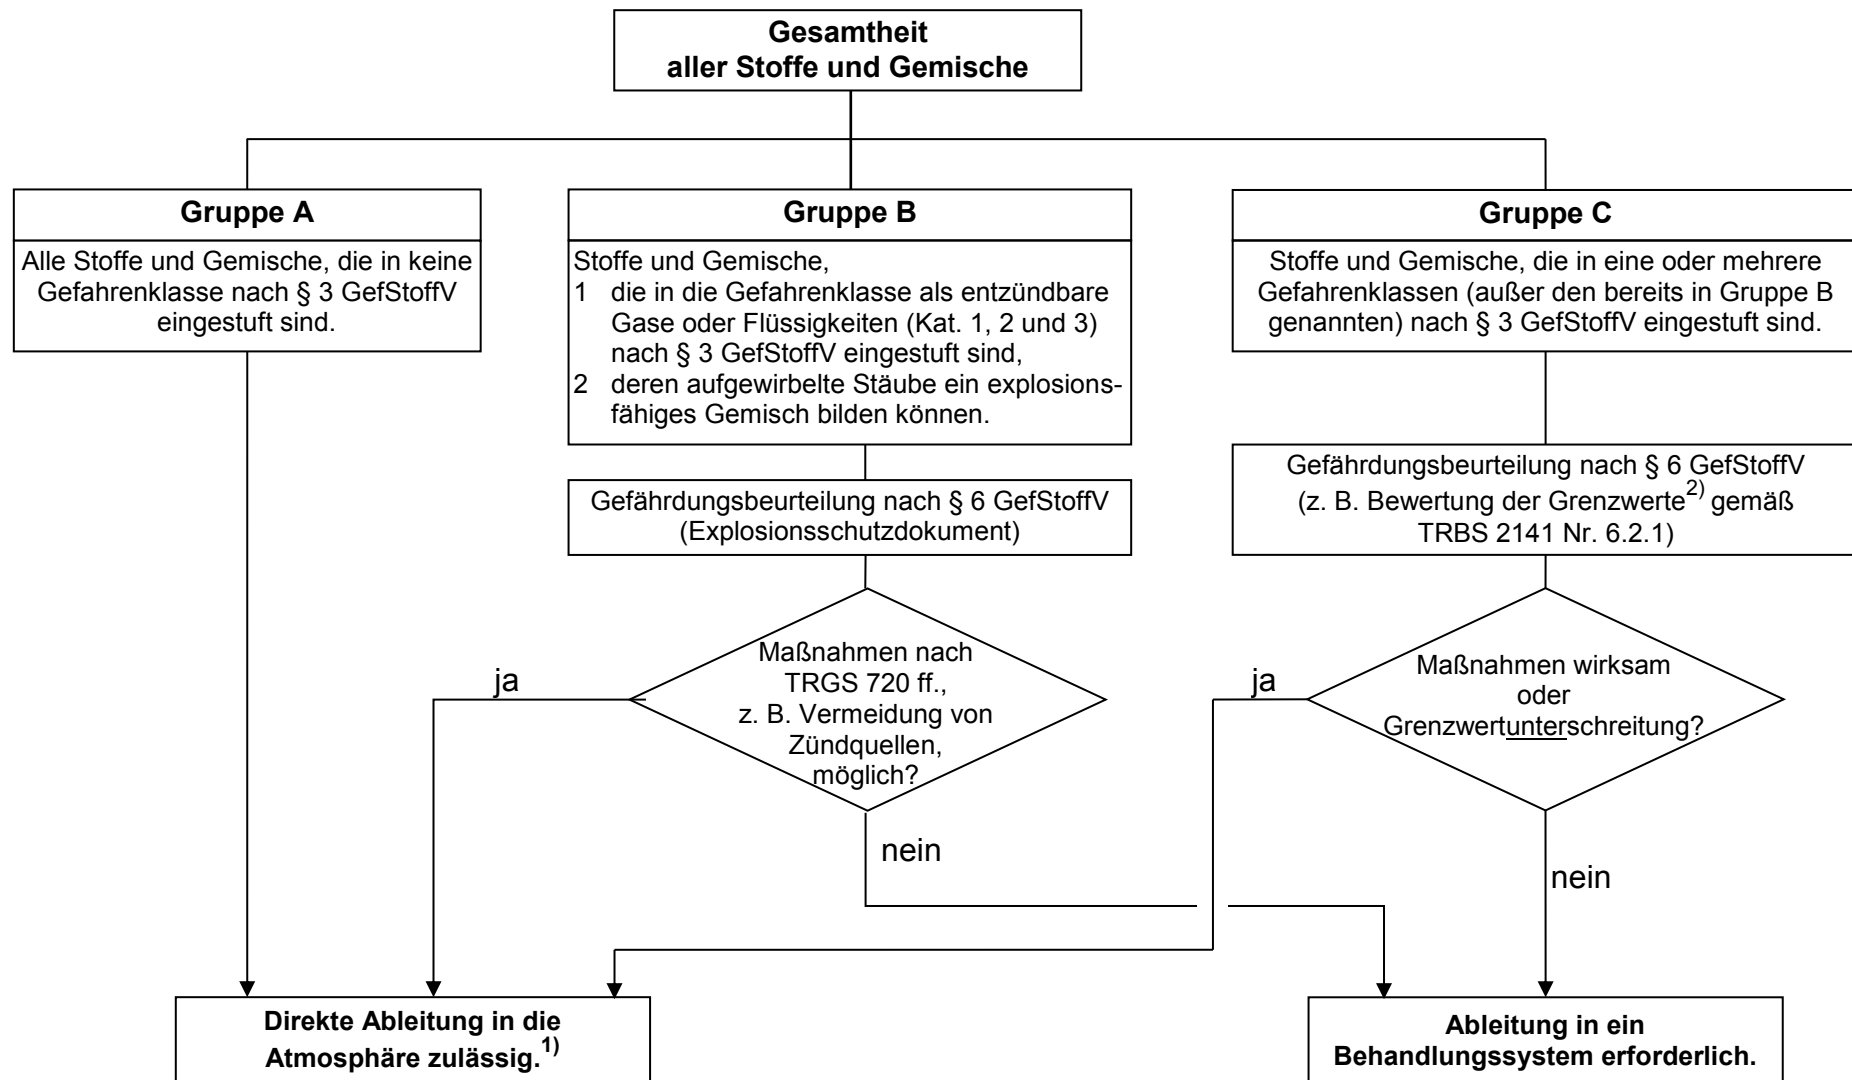 Gesamtheit
aller Stoffe und Gemische
Gruppe A
Alle Stoffe und Gemische, die in keine
Gefahrenklasse nach § 3 GefStoffV
eingestuft sind.
Gruppe B
Stoffe und Gemische,
1 die in die Gefahrenklasse als entzündbare
Gase oder Flüssigkeiten (Kat. 1, 2 und 3)
nach § 3 GefStoffV eingestuft sind,
2 deren aufgewirbelte Stäube ein explosions-
fähiges Gemisch bilden können.
Gruppe C
Stoffe und Gemische, die in eine oder mehrere
Gefahrenklassen (außer den bereits in Gruppe B
genannten) nach § 3 GefStoffV eingestuft sind.
Gefährdungsbeurteilung nach § 6 GefStoffV
(Explosionsschutzdokument)
Gefährdungsbeurteilung nach § 6 GefStoffV
(z. B. Bewertung der Grenzwerte2) gemäß
TRBS 2141 Nr. 6.2.1)
ja
Maßnahmen nach
TRGS 720 ff.,
z. B. Vermeidung von
Zündquellen,
möglich?
nein
ja
Maßnahmen wirksam
oder
Grenzwertunterschreitung?
nein
Direkte Ableitung in die
Atmosphäre zulässig.1)
Ableitung in ein
Behandlungssystem erforderlich.